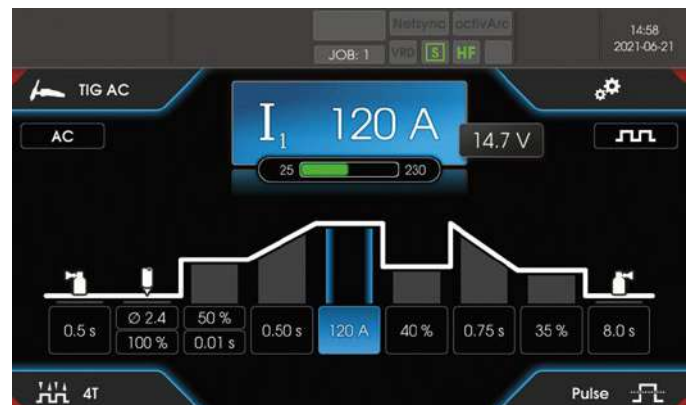 Netsync activArc
JOB: 1 VRD S HF
14:58
2021-06-21
TIG AC
AC
I1 120 A
14.7 V
25 230
0.5 s
Ø 2.4
100 %
50 %
0.01 s
0.50 s
120 A
40 %
0.75 s
35 %
8.0 s
4T
Pulse